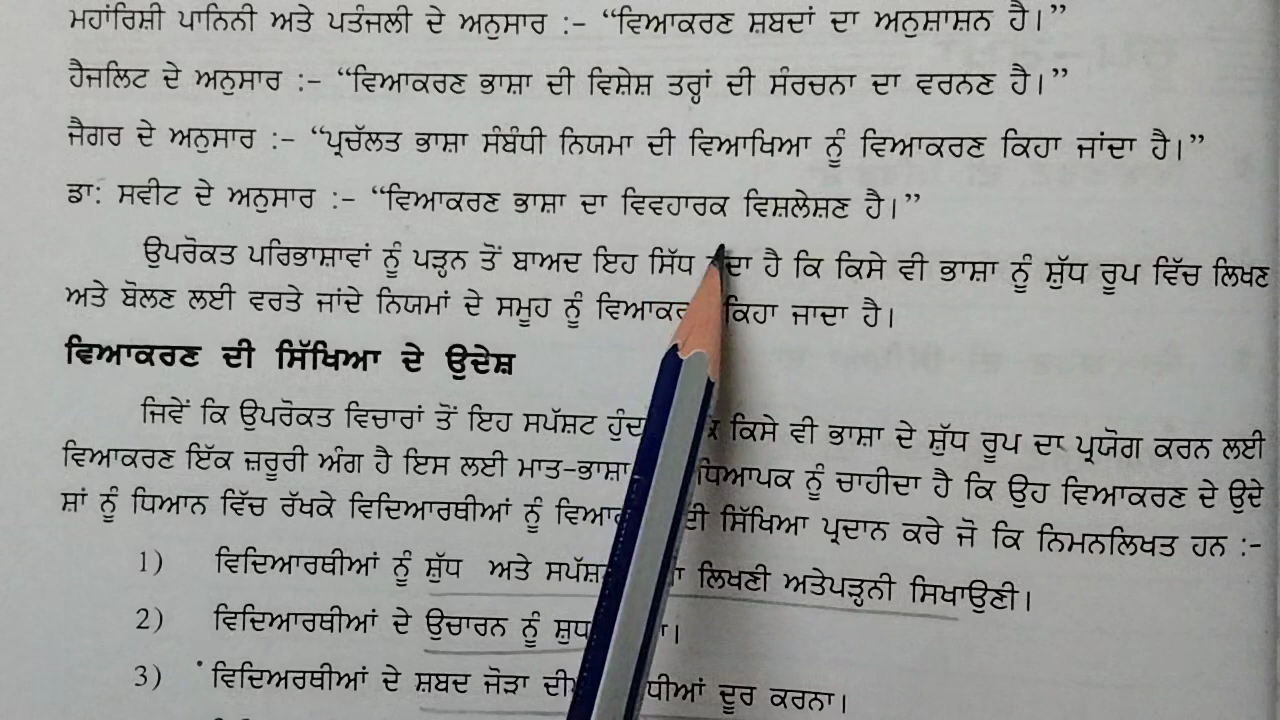 ਮਹਾਂਰਿਸ਼ੀ ਪਾਨਿਨੀ ਅਤੇ ਪਤੰਜਲੀ ਦੇ ਅਨੁਸਾਰ :- “ਵਿਆਕਰਣ ਸ਼ਬਦਾਂ ਦਾ ਅਨੁਸ਼ਾਸ਼ਨ ਹੈ।”
ਹੈਜਲਿਟ ਦੇ ਅਨੁਸਾਰ :- “ਵਿਆਕਰਣ ਭਾਸ਼ਾ ਦੀ ਵਿਸ਼ੇਸ਼ ਤਰ੍ਹਾਂ ਦੀ ਸੰਰਚਨਾ ਦਾ ਵਰਨਣ ਹੈ।”
ਜੈਗਰ ਦੇ ਅਨੁਸਾਰ :- “ਪ੍ਰਚੱਲਤ ਭਾਸ਼ਾ ਸੰਬੰਧੀ ਨਿਯਮਾ ਦੀ ਵਿਆਖਿਆ ਨੂੰ ਵਿਆਕਰਣ ਕਿਹਾ ਜਾਂਦਾ ਹੈ।”
ਡਾ: ਸਵੀਟ ਦੇ ਅਨੁਸਾਰ :- “ਵਿਆਕਰਣ ਭਾਸ਼ਾ ਦਾ ਵਿਵਹਾਰਕ ਵਿਸ਼ਲੇਸ਼ਣ ਹੈ।”
ਉਪਰੋਕਤ ਪਰਿਭਾਸ਼ਾਵਾਂ ਨੂੰ ਪੜ੍ਹਨ ਤੋਂ ਬਾਅਦ ਇਹ ਸਿੱਧ ਹੈ ਕਿ ਕਿਸੇ ਵੀ ਭਾਸ਼ਾ ਨੂੰ ਸ਼ੁੱਧ ਰੂਪ ਵਿੱਚ ਲਿਖਣ
ਅਤੇ ਬੋਲਣ ਲਈ ਵਰਤੇ ਜਾਂਦੇ ਨਿਯਮਾਂ ਦੇ ਸਮੂਹ ਨੂੰ ਕਿਹਾ ਜਾਦਾ ਹੈ।
ਵਿਆਕਰਣ ਦੀ ਸਿੱਖਿਆ ਦੇ ਉਦੇਸ਼
ਜਿਵੇਂ ਕਿ ਉਪਰੋਕਤ ਵਿਚਾਰਾਂ ਤੋਂ ਇਹ ਸਪੱਸ਼ਟ ਕਿਸੇ ਵੀ ਭਾਸ਼ਾ ਦੇ ਸ਼ੁੱਧ ਰੂਪ ਦਾ ਪ੍ਰਯੋਗ ਕਰਨ ਲਈ
ਵਿਆਕਰਣ ਇੱਕ ਜ਼ਰੂਰੀ ਅੰਗ ਹੈ ਇਸ ਲਈ ਮਾਤ-ਭਾਸ਼ਾ ਨੂੰ ਚਾਹੀਦਾ ਹੈ ਕਿ ਉਹ ਵਿਆਕਰਣ ਦੇ ਉਦੇ
ਸ਼ਾਂ ਨੂੰ ਧਿਆਨ ਵਿੱਚ ਰੱਖਕੇ ਵਿਦਿਆਰਥੀਆਂ ਨੂੰ ਦੀ ਸਿੱਖਿਆ ਪ੍ਰਦਾਨ ਕਰੇ ਜੋ ਕਿ ਨਿਮਨਲਿਖਤ ਹਨ :-
1) ਵਿਦਿਆਰਥੀਆਂ ਨੂੰ ਸ਼ੁੱਧ ਅਤੇ ਲਿਖਣੀ ਅਤੇਪੜ੍ਹਨੀ ਸਿਖਾਉਣੀ।
2) ਵਿਦਿਆਰਥੀਆਂ ਦੇ ਉਚਾਰਨ ਨੂੰ
3) ਵਿਦਿਅਰਥੀਆਂ ਦੇ ਸ਼ਬਦ ਜੋੜਾ ਦੂਰ ਕਰਨਾ।